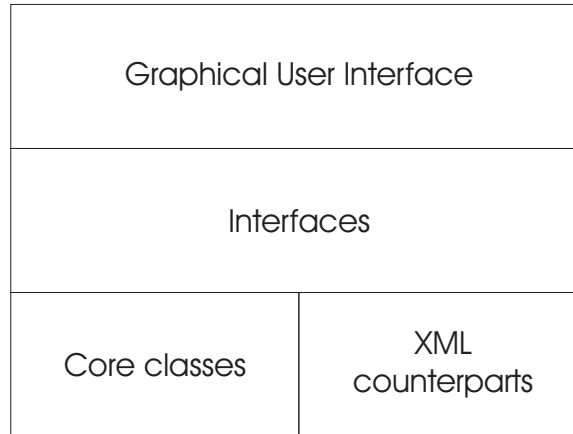 Graphical User Interface
Interfaces
Core classes
XML
counterparts